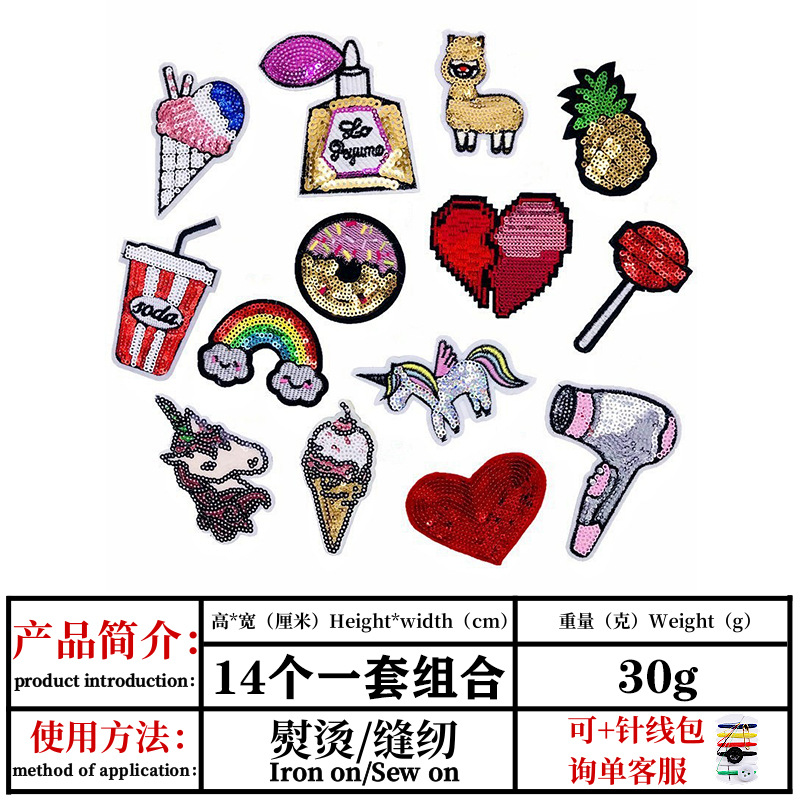 Lo
Peyume
soda
产品简介:
product introduction:
高*宽（厘米）Height*width（cm）
重量（克）Weight（g）
14个一套组合
30g
使用方法:
method of application:
熨烫/缝纫
Iron on/Sew on
可+针线包
询单客服